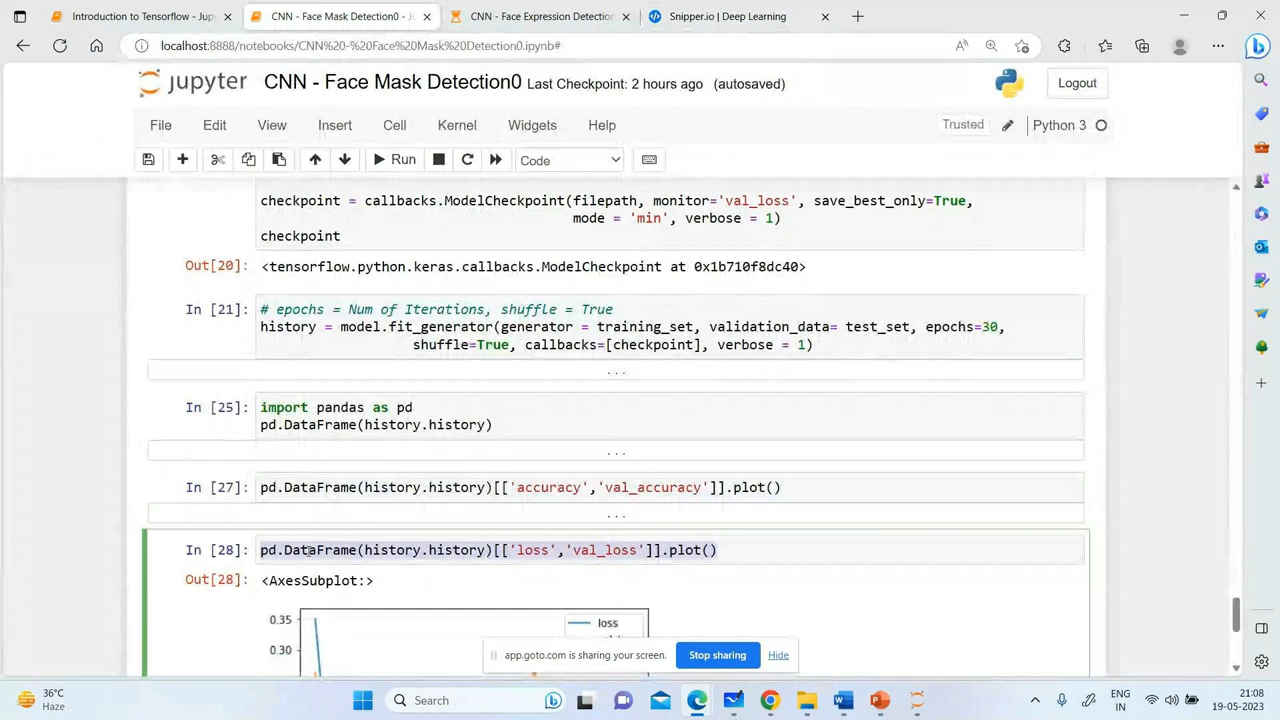 Introduction to Tensorflow - Jupy
CNN - Face Mask Detection0 - J
CNN - Face Expression Detection
Snipper.io | Deep Learning
localhost:8888/notebooks/CNN%20-%20Face%20Mask%20Detection0.ipynb#
jupyter CNN - Face Mask Detection0 Last Checkpoint: 2 hours ago (autosaved)
Logout
File Edit View Insert Cell Kernel Widgets Help
Trusted Python 3
Run Code
checkpoint = callbacks.ModelCheckpoint(filepath, monitor='val_loss', save_best_only=True,
mode = 'min', verbose = 1)
checkpoint
Out[20]: <tensorflow.python.keras.callbacks.ModelCheckpoint at 0x1b710f8dc40>
In [21]: # epochs = Num of Iterations, shuffle = True
history = model.fit_generator(generator = training_set, validation_data= test_set, epochs=30,
shuffle=True, callbacks=[checkpoint], verbose = 1)
...
In [25]: import pandas as pd
pd.DataFrame(history.history)
...
In [27]: pd.DataFrame(history.history)[['accuracy','val_accuracy']].plot()
...
In [28]: pd.DataFrame(history.history)[['loss','val_loss']].plot()
Out[28]: <AxesSubplot:>
0.35
loss
0.30
app.goto.com is sharing your screen. Stop sharing Hide
36°C
Haze
Search
ENG
IN
21:08
19-05-2023